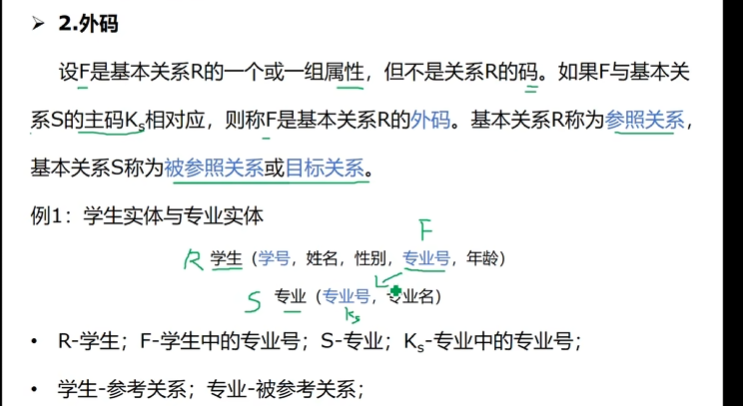 ➢ 2.外码
设F是基本关系R的一个或一组属性，但不是关系R的码。如果F与基本关
系S的主码Ks相对应，则称F是基本关系R的外码。基本关系R称为参照关系，
基本关系S称为被参照关系或目标关系。
例1：学生实体与专业实体
F
R 学生（学号，姓名，性别，专业号，年龄）
S 专业（专业号，专业名）
Ks
• R-学生；F-学生中的专业号；S-专业；Ks-专业中的专业号；
• 学生-参考关系；专业-被参考关系；